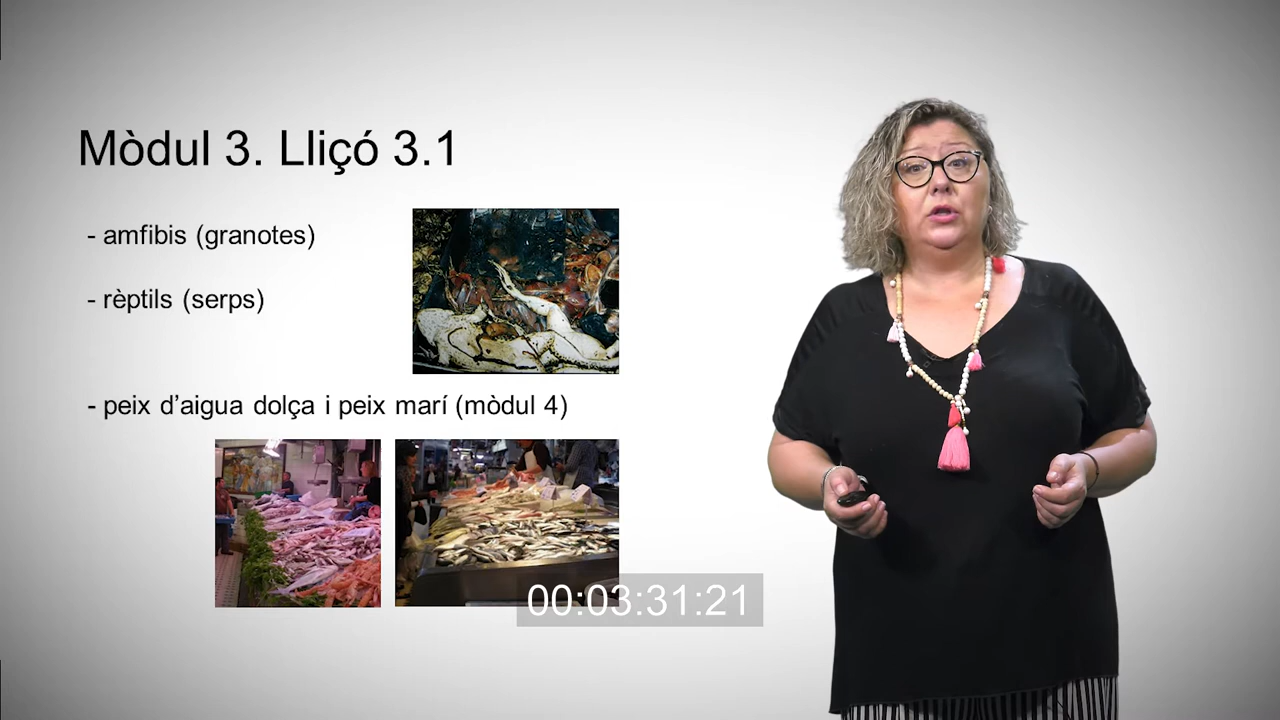 Mòdul 3. Lliçó 3.1
- amfibis (granotes)
- rèptils (serps)
- peix d'aigua dolça i peix marí (mòdul 4)
00:03:31:21